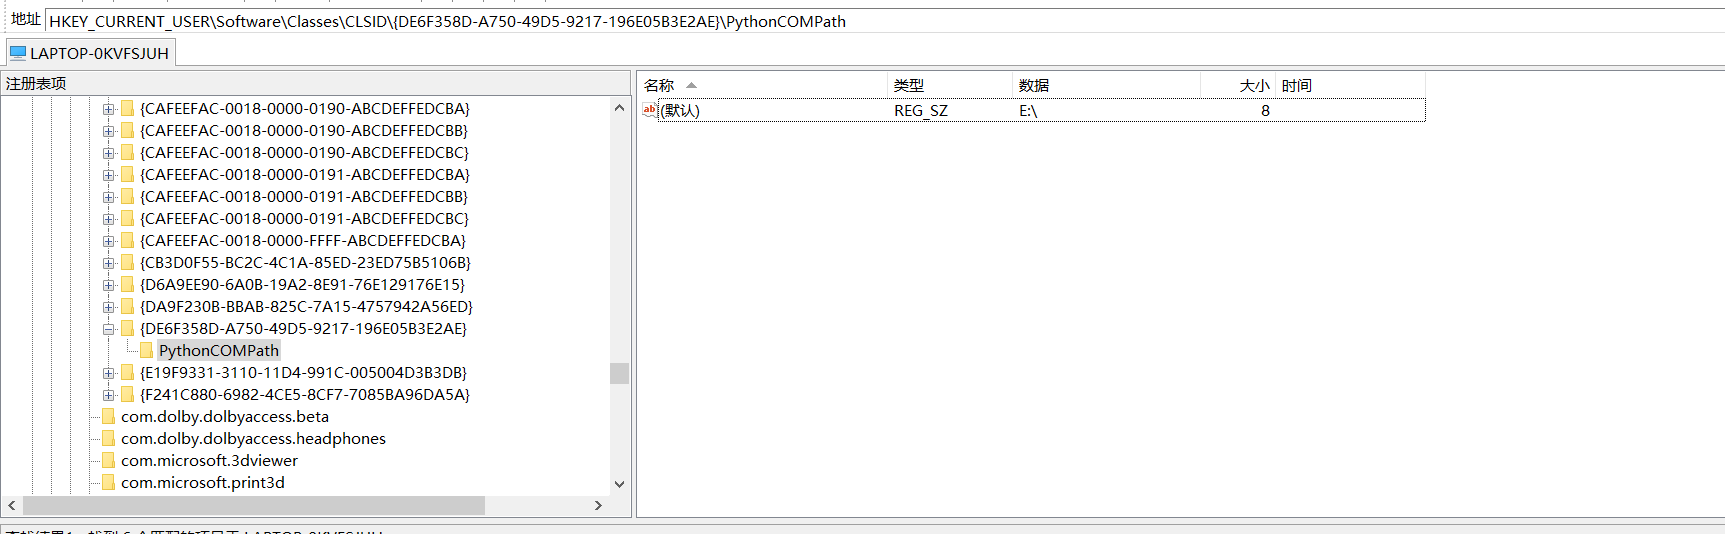 地址 HKEY_CURRENT_USER\Software\Classes\CLSID\{DE6F358D-A750-49D5-9217-196E05B3E2AE}\PythonCOMPath
LAPTOP-0KVFSJUH
注册表项
{CAFEEFAC-0018-0000-0190-ABCDEFFEDCBA}
{CAFEEFAC-0018-0000-0190-ABCDEFFEDCBB}
{CAFEEFAC-0018-0000-0190-ABCDEFFEDCBC}
{CAFEEFAC-0018-0000-0191-ABCDEFFEDCBA}
{CAFEEFAC-0018-0000-0191-ABCDEFFEDCBB}
{CAFEEFAC-0018-0000-0191-ABCDEFFEDCBC}
{CAFEEFAC-0018-0000-FFFF-ABCDEFFEDCBA}
{CB3D0F55-BC2C-4C1A-85ED-23ED75B5106B}
{D6A9EE90-6A0B-19A2-8E91-76E129176E15}
{DA9F230B-BBAB-825C-7A15-4757942A56ED}
{DE6F358D-A750-49D5-9217-196E05B3E2AE}
PythonCOMPath
{E19F9331-3110-11D4-991C-005004D3B3DB}
{F241C880-6982-4CE5-8CF7-7085BA96DA5A}
com.dolby.dolbyaccess.beta
com.dolby.dolbyaccess.headphones
com.microsoft.3dviewer
com.microsoft.print3d
名称 类型 数据 大小 时间
ab (默认) REG_SZ E:\ 8